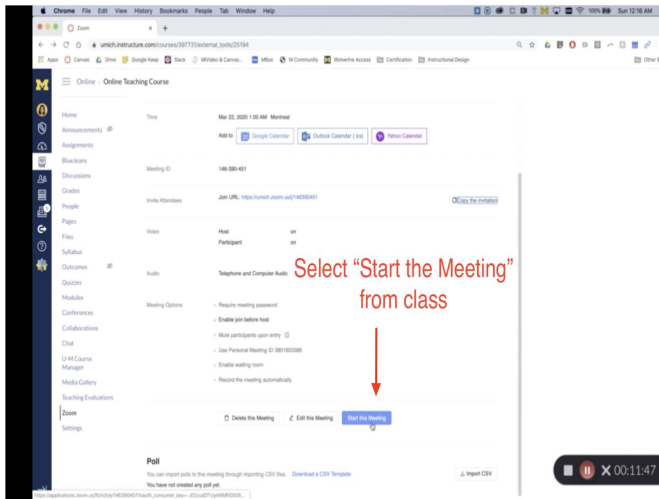 Chrome File Edit View History Bookmarks People Tab Window Help
100% Sun 12:16 AM
Zoom
umich.instructure.com/courses/397731/external_tools/25164
Apps Canvas Drive Google Keep Slack MiVideo & Canvas... MBox M Community Wolverine Access Certification Instructional Design Other B
Online › Online Teaching Course
Home
Announcements
Assignments
BlueJeans
Discussions
Grades
People
Pages
Files
Syllabus
Outcomes
Quizzes
Modules
Conferences
Collaborations
Chat
U-M Course
Manager
Media Gallery
Teaching Evaluations
Zoom
Settings
Time Mar 22, 2020 1:00 AM Montreal
Add to Google Calendar Outlook Calendar (.ics) Yahoo Calendar
Meeting ID 146-390-451
Invite Attendees Join URL: https://umich.zoom.us/j/146390451 Copy the invitation
Video Host on
Participant on
Audio Telephone and Computer Audio
Select “Start the Meeting”
from class
Meeting Options Require meeting password
Enable join before host
Mute participants upon entry
Use Personal Meeting ID 3801603386
Enable waiting room
Record the meeting automatically
Delete this Meeting Edit this Meeting Start this Meeting
Poll
You can import polls to this meeting through importing CSV files. Download a CSV Template Import CSV
You have not created any poll yet.
00:11:47